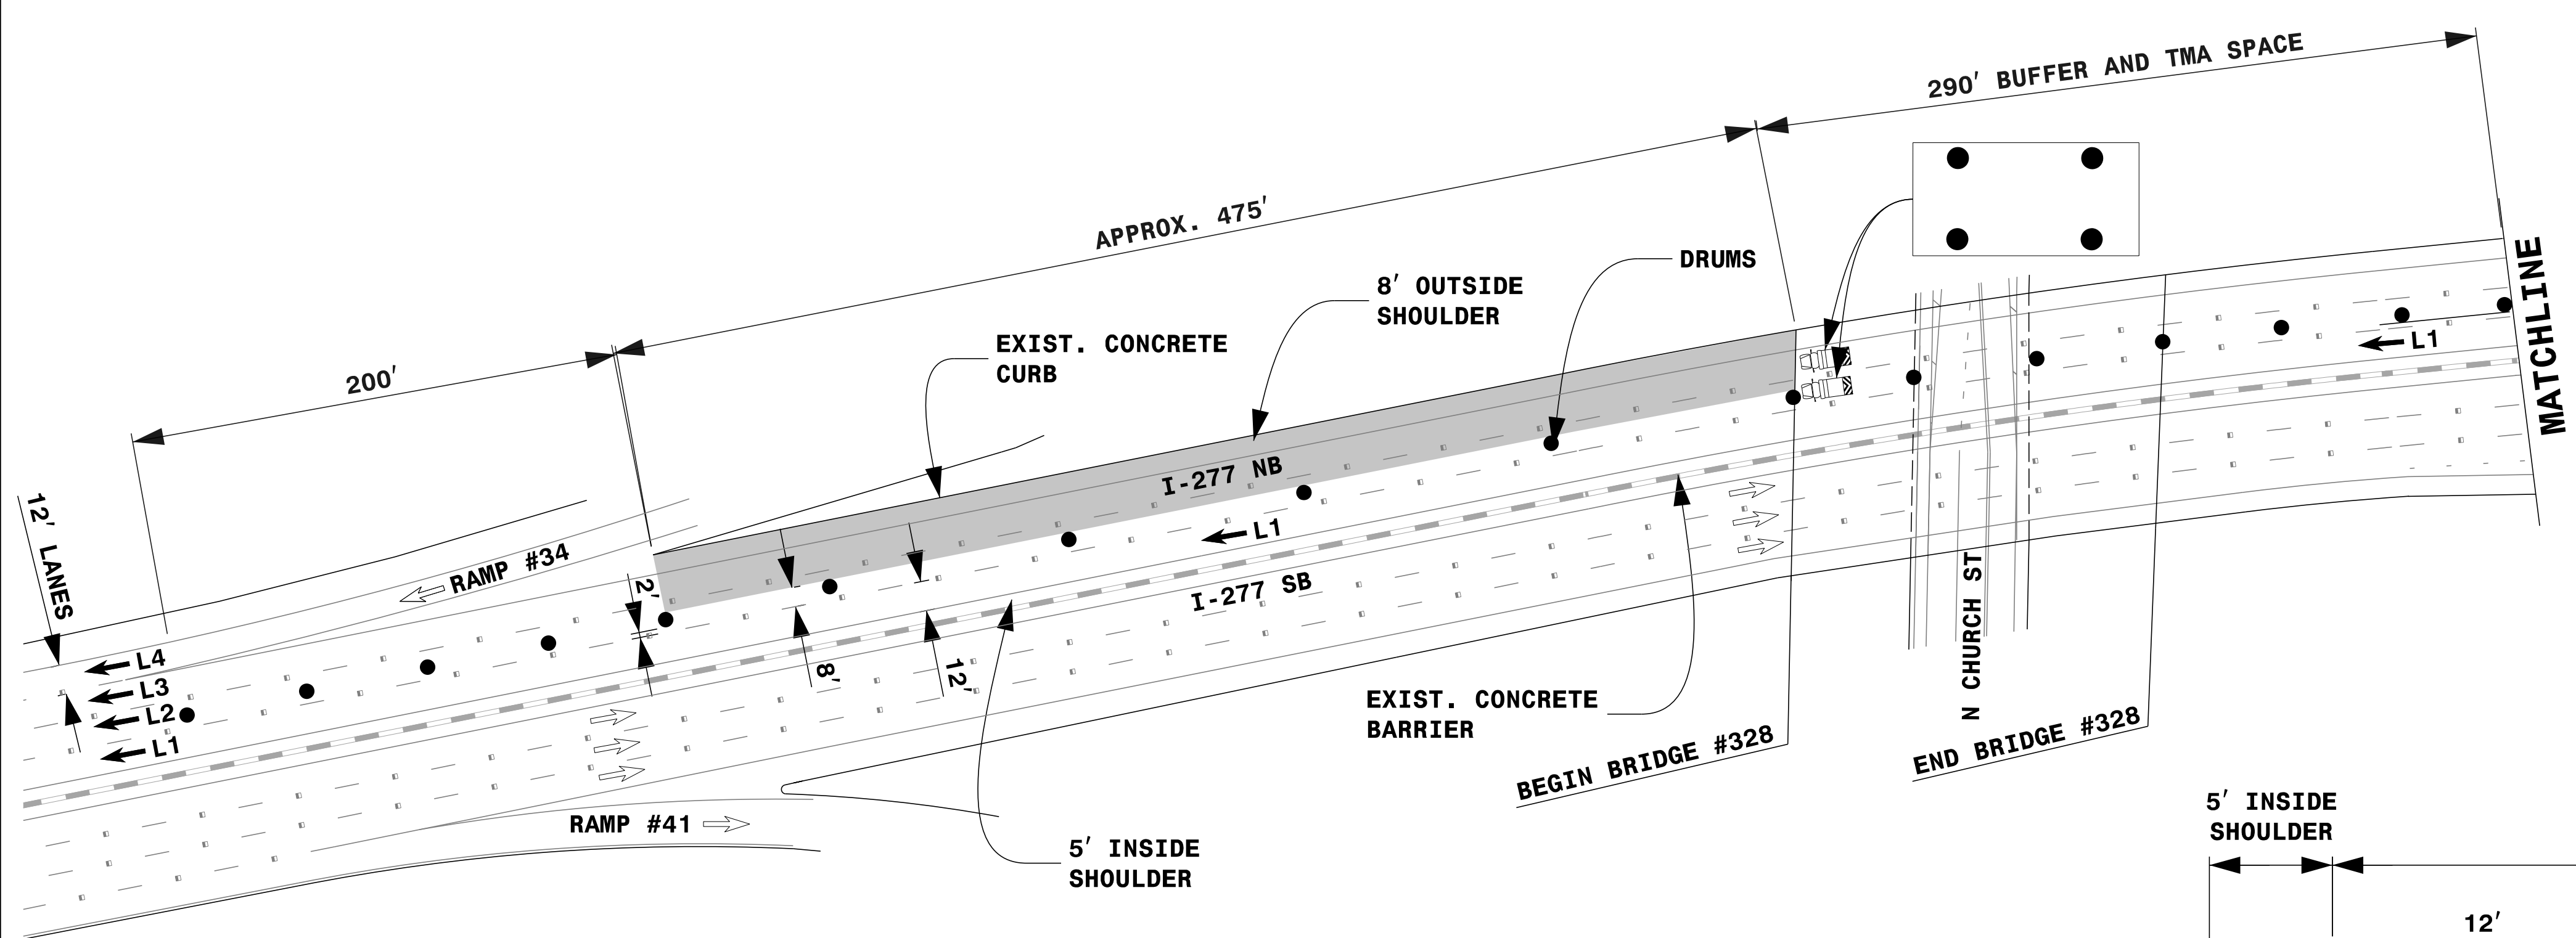 290' BUFFER AND TMA SPACE
APPROX. 475'
200'
DRUMS
8' OUTSIDE
SHOULDER
EXIST. CONCRETE
CURB
MATCHLINE
L1
I-277 NB
L1
I-277 SB
12' LANES
RAMP #34
2'
8'
12'
L4
L3
L2
L1
EXIST. CONCRETE
BARRIER
N CHURCH ST
BEGIN BRIDGE #328
END BRIDGE #328
RAMP #41
5' INSIDE
SHOULDER
5' INSIDE
SHOULDER
12'